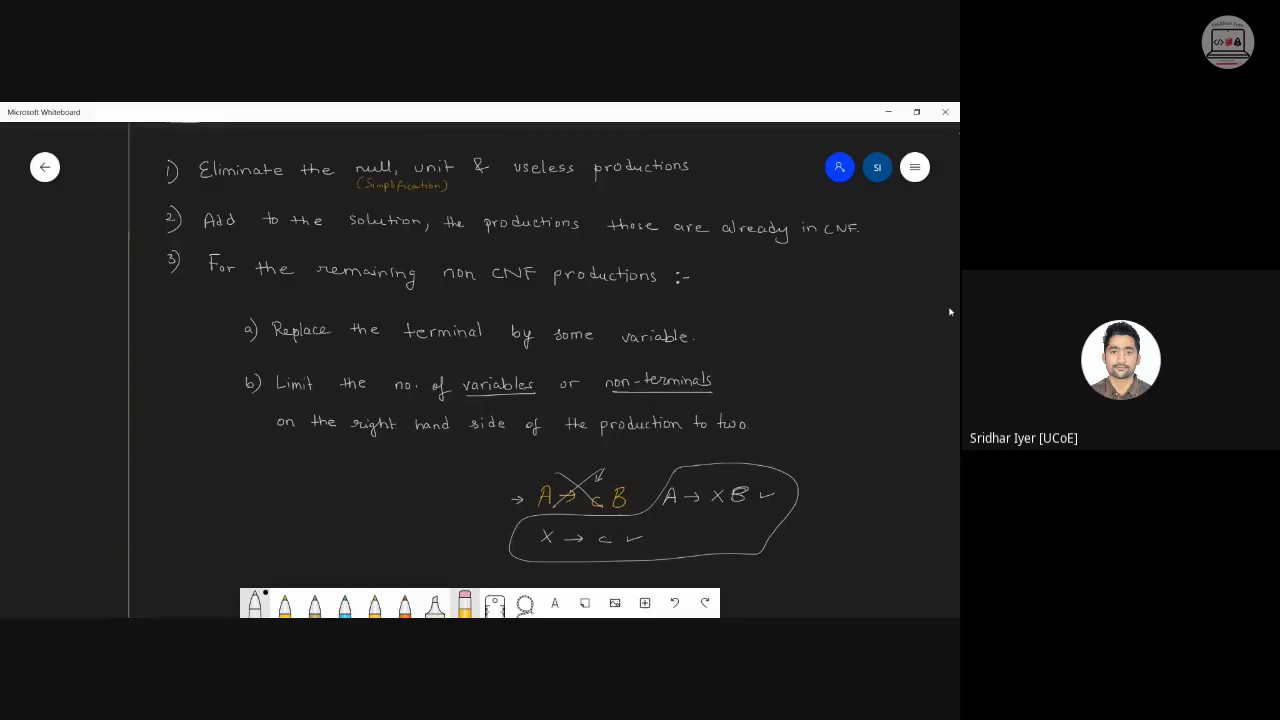 Sridhar Iyer
Microsoft Whiteboard
1) Eliminate the null, unit & useless productions
(Simplification)
SI
2) Add to the solution, the productions those are already in CNF.
3) For the remaining non CNF productions :-
a) Replace the terminal by some variable.
b) Limit the no. of variables or non-terminals
on the right hand side of the production to two.
Sridhar Iyer [UCoE]
→ A → c B A → X B ✓
X → c ✓